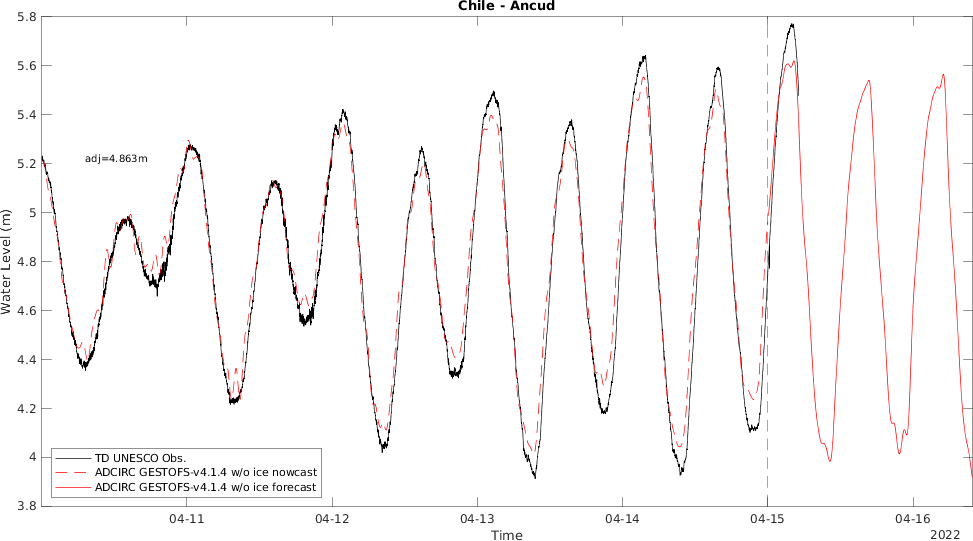 Chile - Ancud
5.8
5.6
5.4
5.2
5
4.8
4.6
4.4
4.2
4
3.8
Water Level (m)
adj=4.863m
TD UNESCO Obs.
ADCIRC GESTOFS-v4.1.4 w/o ice nowcast
ADCIRC GESTOFS-v4.1.4 w/o ice forecast
04-11 04-12 04-13 04-14 04-15 04-16
Time
2022